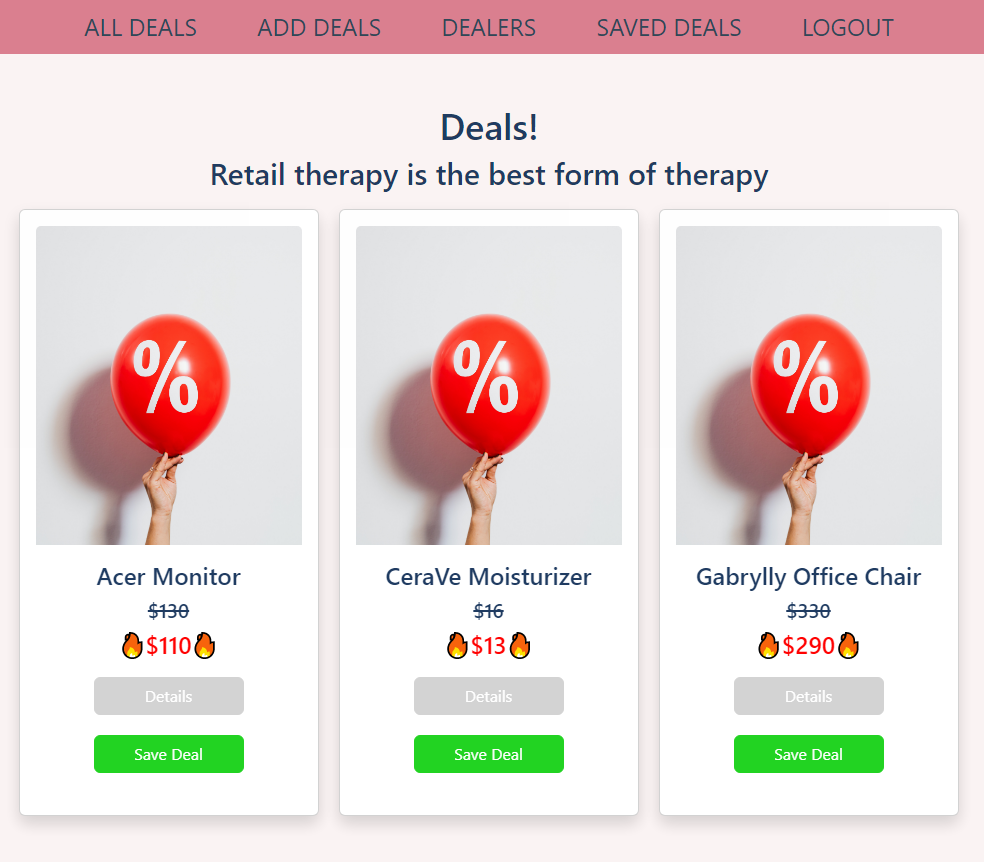 ALL DEALS ADD DEALS DEALERS SAVED DEALS LOGOUT
Deals!
Retail therapy is the best form of therapy
%
Acer Monitor
$130
🔥$110🔥
Details
Save Deal
%
CeraVe Moisturizer
$16
🔥$13🔥
Details
Save Deal
%
Gabrylly Office Chair
$330
🔥$290🔥
Details
Save Deal